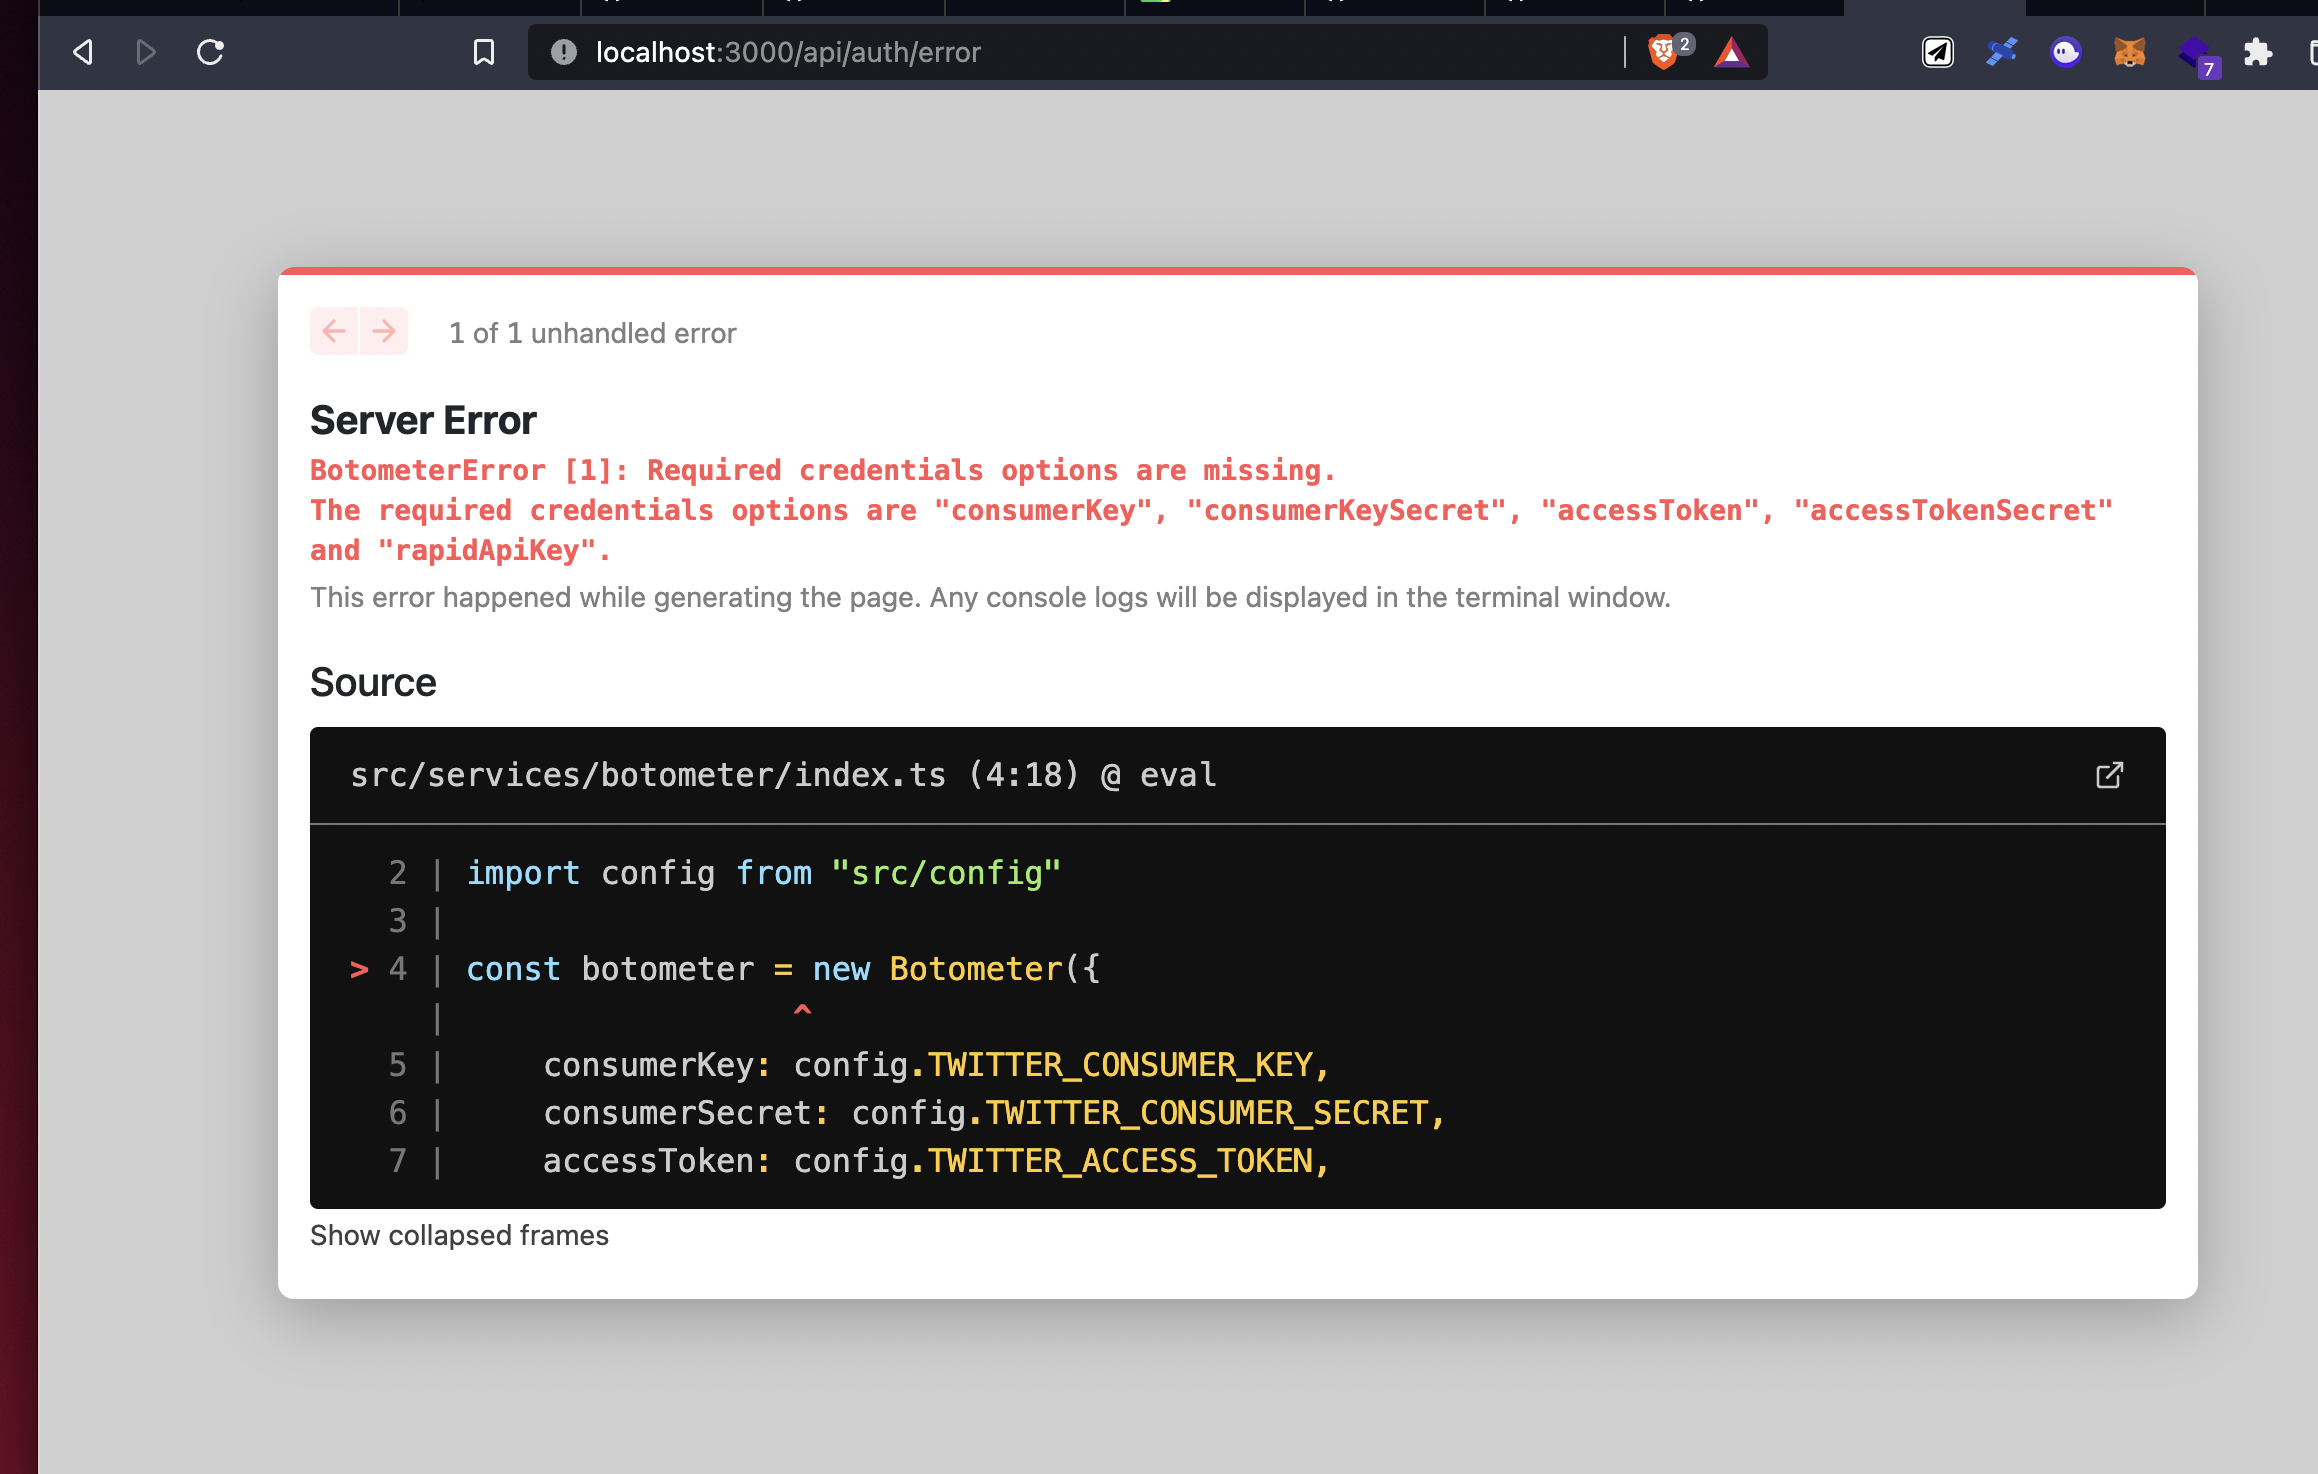 localhost:3000/api/auth/error
2
7
1 of 1 unhandled error
Server Error
BotometerError [1]: Required credentials options are missing.
The required credentials options are "consumerKey", "consumerKeySecret", "accessToken", "accessTokenSecret"
and "rapidApiKey".
This error happened while generating the page. Any console logs will be displayed in the terminal window.
Source
src/services/botometer/index.ts (4:18) @ eval
2 | import config from "src/config"
3 |
> 4 | const botometer = new Botometer({
| ^
5 | consumerKey: config.TWITTER_CONSUMER_KEY,
6 | consumerSecret: config.TWITTER_CONSUMER_SECRET,
7 | accessToken: config.TWITTER_ACCESS_TOKEN,
Show collapsed frames